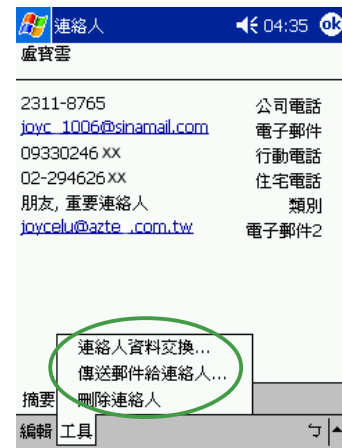 連絡人 04:35 ok
盧寶雲
2311-8765 公司電話
joyc_1006@sinamail.com 電子郵件
09330246xx 行動電話
02-294626xx 住宅電話
朋友, 重要連絡人 類別
joycelu@azte_.com.tw 電子郵件2
連絡人資料交換...
傳送郵件給連絡人...
摘要 刪除連絡人
編輯 工具 ㄅ